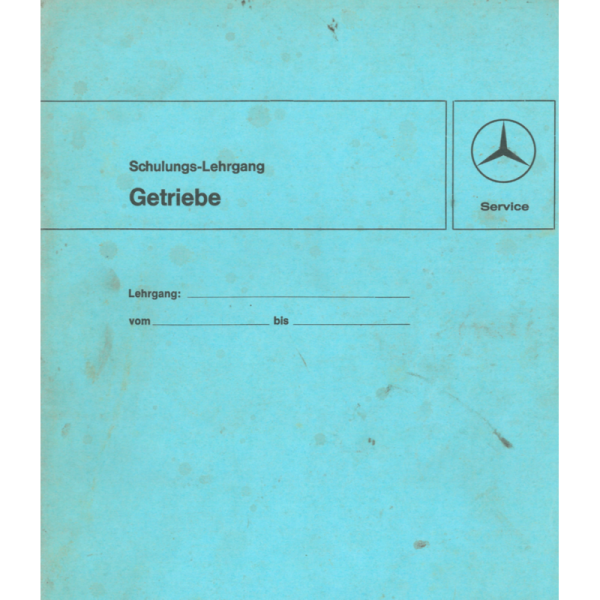 Schulungs-Lehrgang
Getriebe
Service
Lehrgang:
vom bis